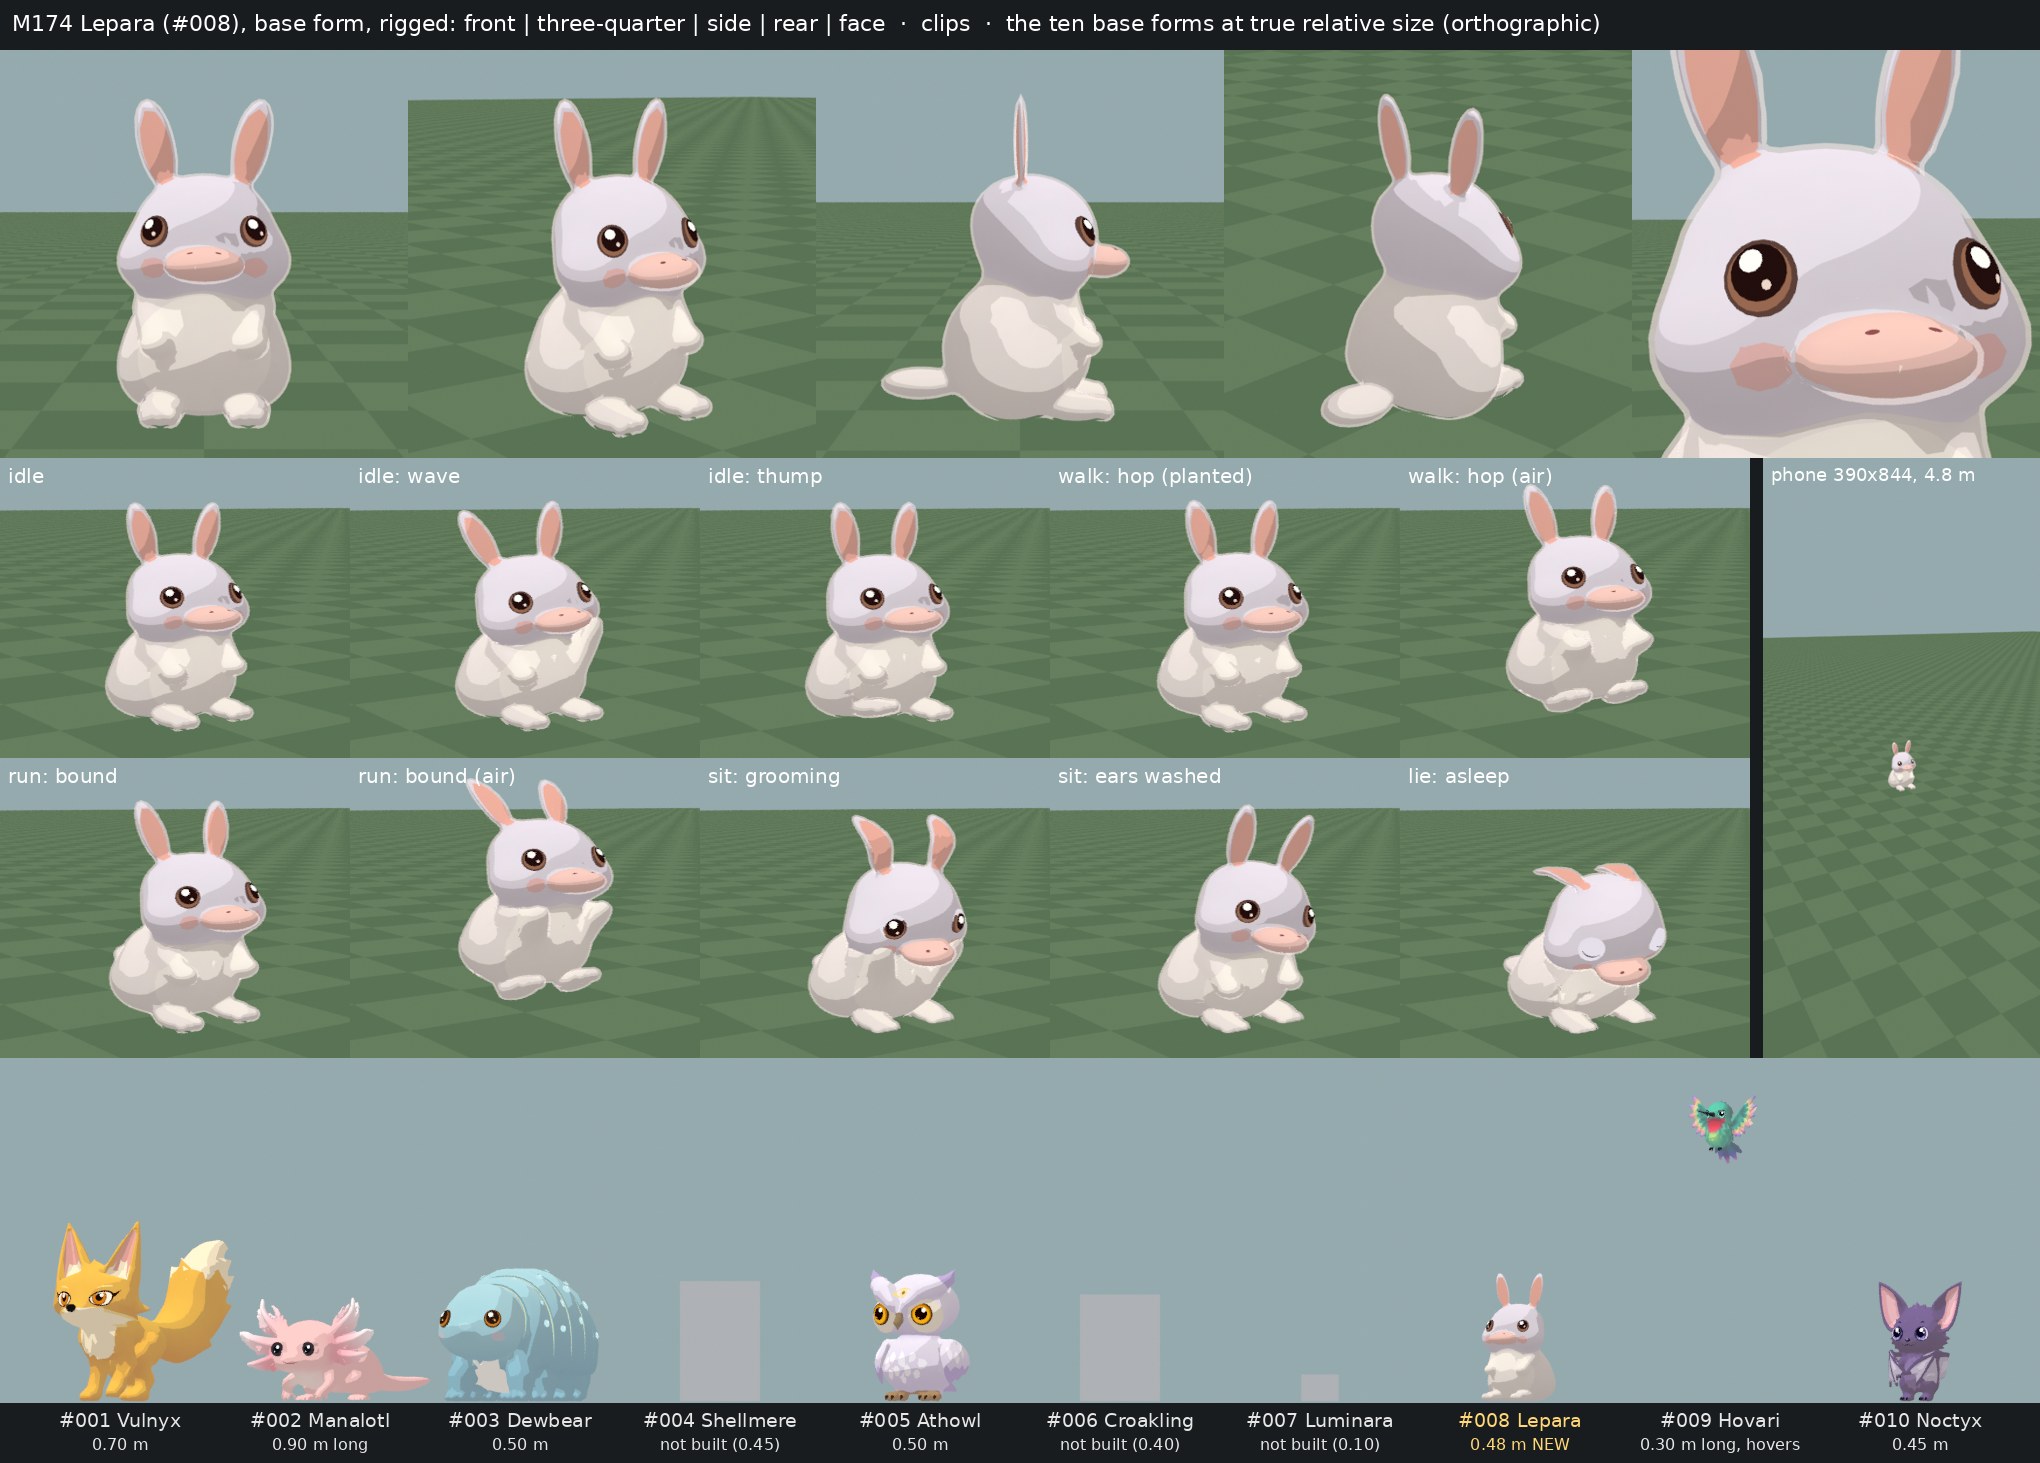 M174 Lepara (#008), base form, rigged: front | three-quarter | side | rear | face  ·  clips  ·  the ten base forms at true relative size (orthographic)
idle
idle: wave
idle: thump
walk: hop (planted)
walk: hop (air)
phone 390x844, 4.8 m
run: bound
run: bound (air)
sit: grooming
sit: ears washed
lie: asleep
#001 Vulnyx
0.70 m
#002 Manalotl
0.90 m long
#003 Dewbear
0.50 m
#004 Shellmere
not built (0.45)
#005 Athowl
0.50 m
#006 Croakling
not built (0.40)
#007 Luminara
not built (0.10)
#008 Lepara
0.48 m NEW
#009 Hovari
0.30 m long, hovers
#010 Noctyx
0.45 m